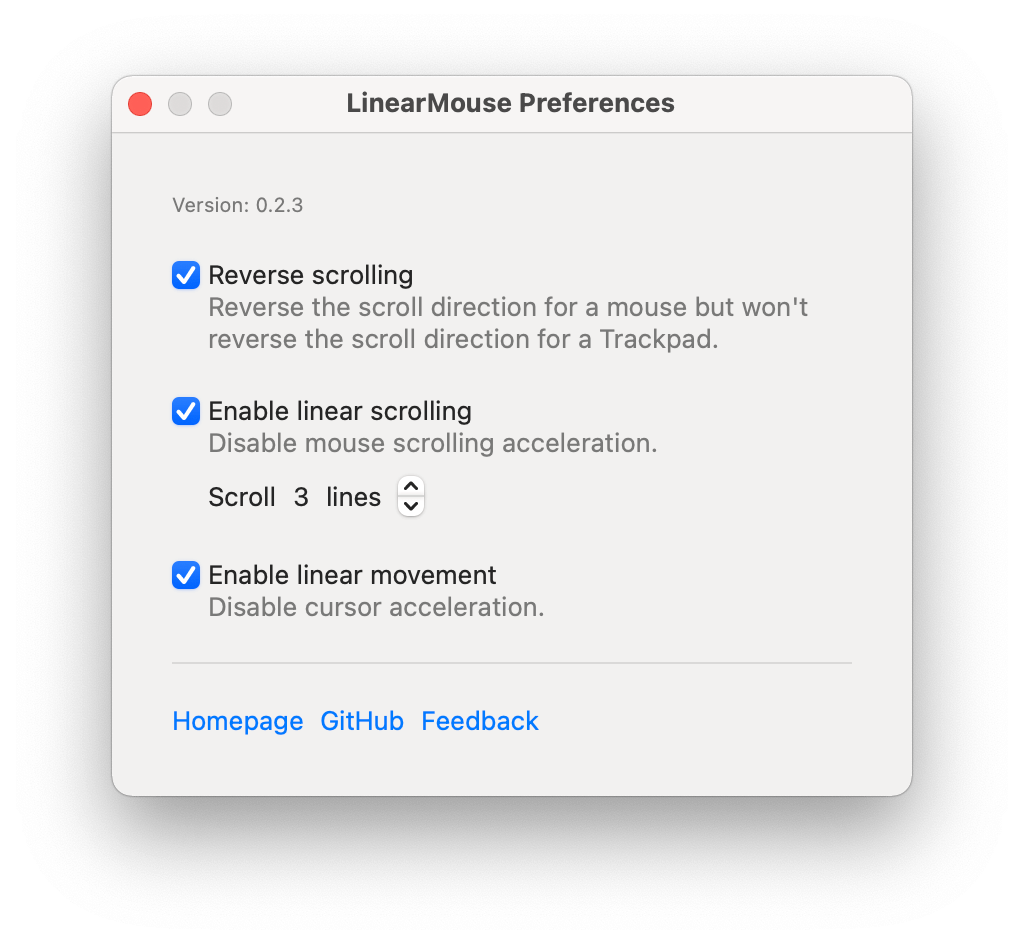 LinearMouse Preferences
Version: 0.2.3
Reverse scrolling
Reverse the scroll direction for a mouse but won't
reverse the scroll direction for a Trackpad.
Enable linear scrolling
Disable mouse scrolling acceleration.
Scroll 3 lines
Enable linear movement
Disable cursor acceleration.
Homepage GitHub Feedback